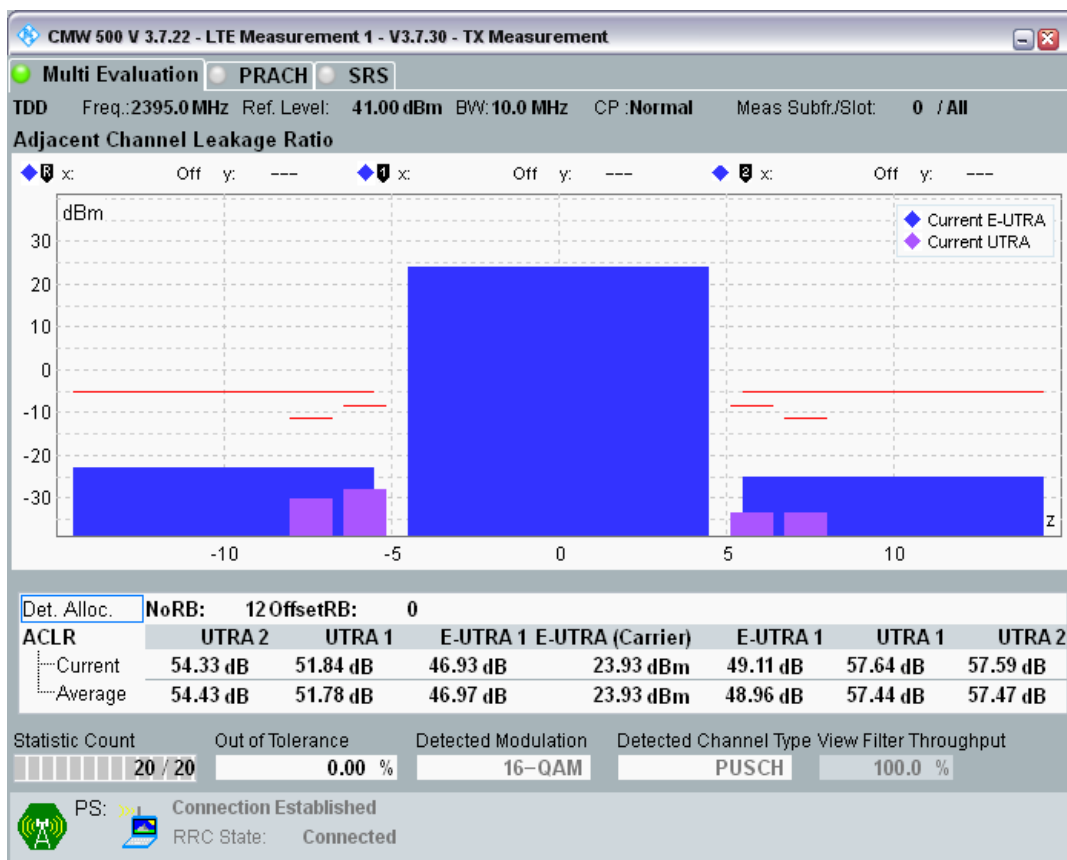 CMW 500 V 3.7.22 - LTE Measurement 1 - V3.7.30 - TX Measurement
Multi Evaluation PRACH SRS
TDD Freq.:2395.0 MHz Ref. Level: 41.00 dBm BW:10.0 MHz CP :Normal Meas Subfr./Slot: 0 / All
Adjacent Channel Leakage Ratio
R x: Off y: --- 1 x: Off y: --- 2 x: Off y: ---
dBm
Current E-UTRA
Current UTRA
30
20
10
0
-10
-20
-30
z
-10 -5 0 5 10
Det. Alloc. NoRB: 12 OffsetRB: 0
ACLR UTRA 2 UTRA 1 E-UTRA 1 E-UTRA (Carrier) E-UTRA 1 UTRA 1 UTRA 2
Current 54.33 dB 51.84 dB 46.93 dB 23.93 dBm 49.11 dB 57.64 dB 57.59 dB
Average 54.43 dB 51.78 dB 46.97 dB 23.93 dBm 48.96 dB 57.44 dB 57.47 dB
Statistic Count Out of Tolerance Detected Modulation Detected Channel Type View Filter Throughput
20 / 20 0.00 % 16-QAM PUSCH 100.0 %
PS: Connection Established
RRC State: Connected